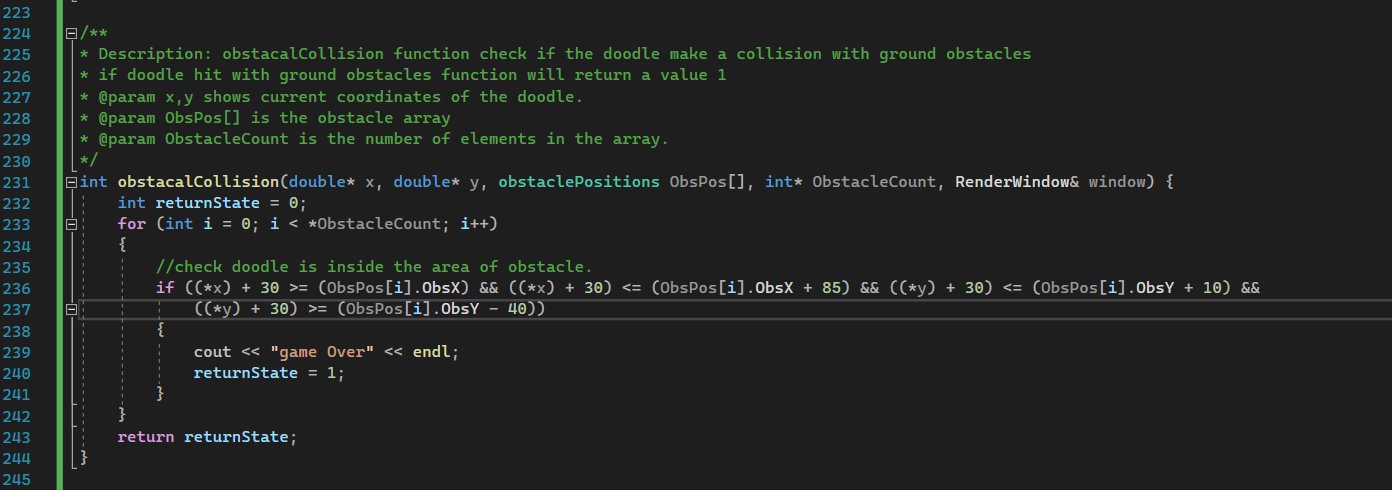 223
224 /**
225 * Description: obstacalCollision function check if the doodle make a collision with ground obstacles
226 * if doodle hit with ground obstacles function will return a value 1
227 * @param x,y shows current coordinates of the doodle.
228 * @param ObsPos[] is the obstacle array
229 * @param ObstacleCount is the number of elements in the array.
230 */
231 int obstacalCollision(double* x, double* y, obstaclePositions ObsPos[], int* ObstacleCount, RenderWindow& window) {
232 int returnState = 0;
233 for (int i = 0; i < *ObstacleCount; i++)
234 {
235 //check doodle is inside the area of obstacle.
236 if ((*x) + 30 >= (ObsPos[i].ObsX) && ((*x) + 30) <= (ObsPos[i].ObsX + 85) && ((*y) + 30) <= (ObsPos[i].ObsY + 10) &&
237 ((*y) + 30) >= (ObsPos[i].ObsY - 40))
238 {
239 cout << "game Over" << endl;
240 returnState = 1;
241 }
242 }
243 return returnState;
244 }
245